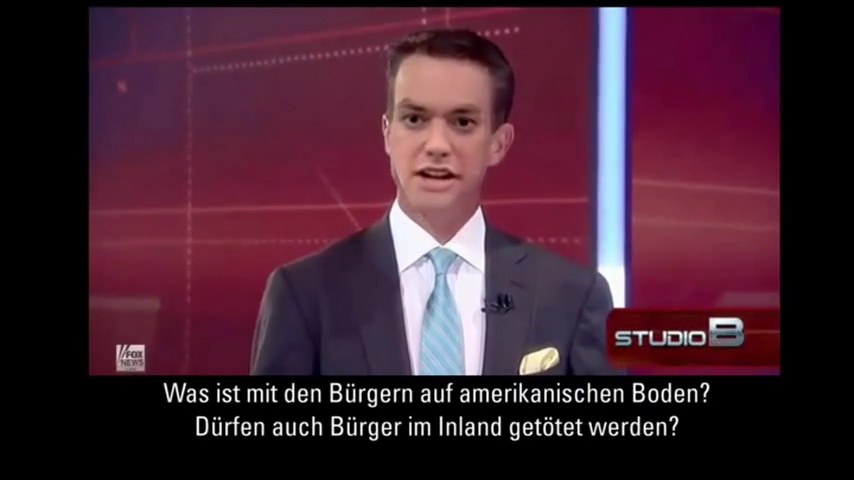 STUDIO B
FOX
NEWS
Was ist mit den Bürgern auf amerikanischen Boden?
Dürfen auch Bürger im Inland getötet werden?